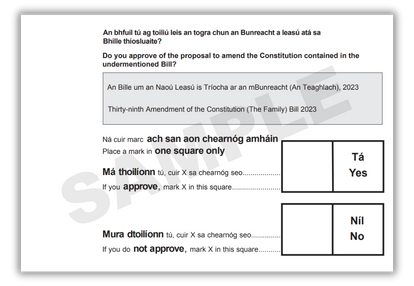 An bhfuil tú ag toiliú leis an togra chun an Bunreacht a leasú atá sa
Bhille thíosluaite?
Do you approve of the proposal to amend the Constitution contained in the
undermentioned Bill?
An Bille um an Naoú Leasú is Tríocha ar an mBunreacht (An Teaghlach), 2023
Thirty-ninth Amendment of the Constitution (The Family) Bill 2023
Ná cuir marc ach san aon chearnóg amháin
Place a mark in one square only
Má thoilíonn tú, cuir X sa chearnóg seo..................
If you approve, mark X in this square......................
Tá
Yes
Mura dtoilíonn tú, cuir X sa chearnóg seo..............
If you do not approve, mark X in this square..........
Níl
No
SAMPLE